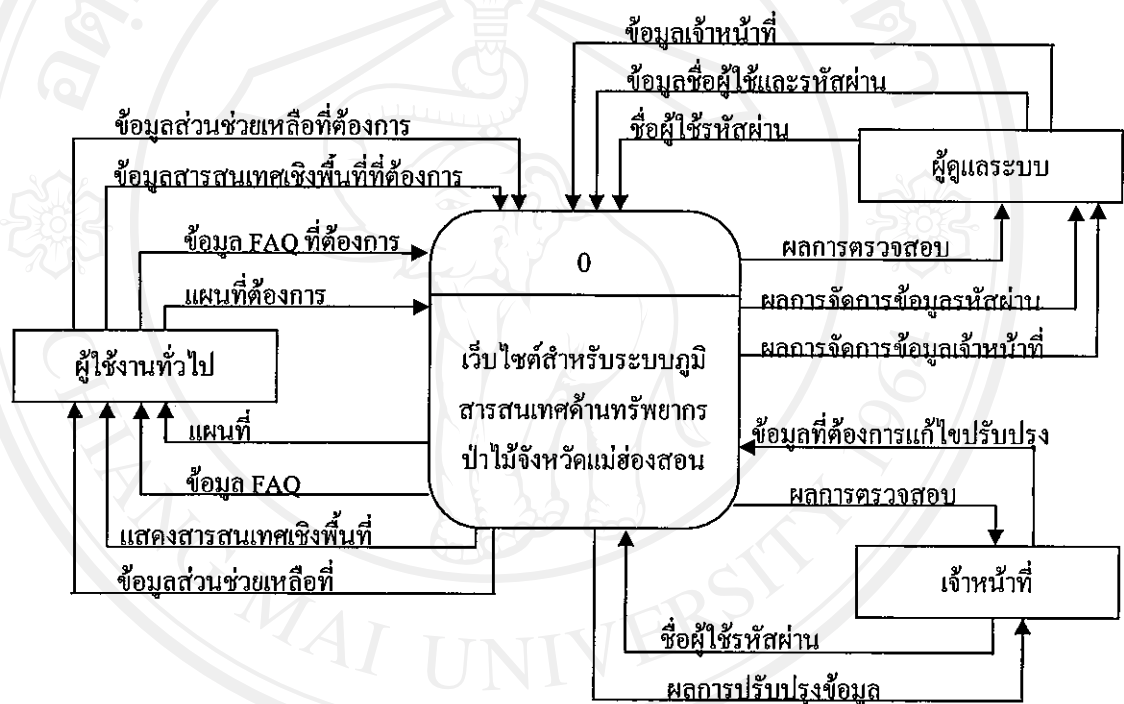 ข้อมูลเจ้าหน้าที่
ข้อมูลชื่อผู้ใช้และรหัสผ่าน
ชื่อผู้ใช้รหัสผ่าน
ผู้ดูแลระบบ
ข้อมูลส่วนช่วยเหลือที่ต้องการ
ข้อมูลสารสนเทศเชิงพื้นที่ที่ต้องการ
ข้อมูล FAQ ที่ต้องการ
แผนที่ต้องการ
ผู้ใช้งานทั่วไป
แผนที่
ข้อมูล FAQ
แสดงสารสนเทศเชิงพื้นที่
ข้อมูลส่วนช่วยเหลือที่
0
เว็บไซต์สำหรับระบบภูมิ
สารสนเทศด้านทรัพยากร
ป่าไม้จังหวัดแม่ฮ่องสอน
ผลการตรวจสอบ
ผลการจัดการข้อมูลรหัสผ่าน
ผลการจัดการข้อมูลเจ้าหน้าที่
ข้อมูลที่ต้องการแก้ไขปรับปรุง
ผลการตรวจสอบ
เจ้าหน้าที่
ชื่อผู้ใช้รหัสผ่าน
ผลการปรับปรุงข้อมูล
CHIANG MAI UNIVERSITY 1964